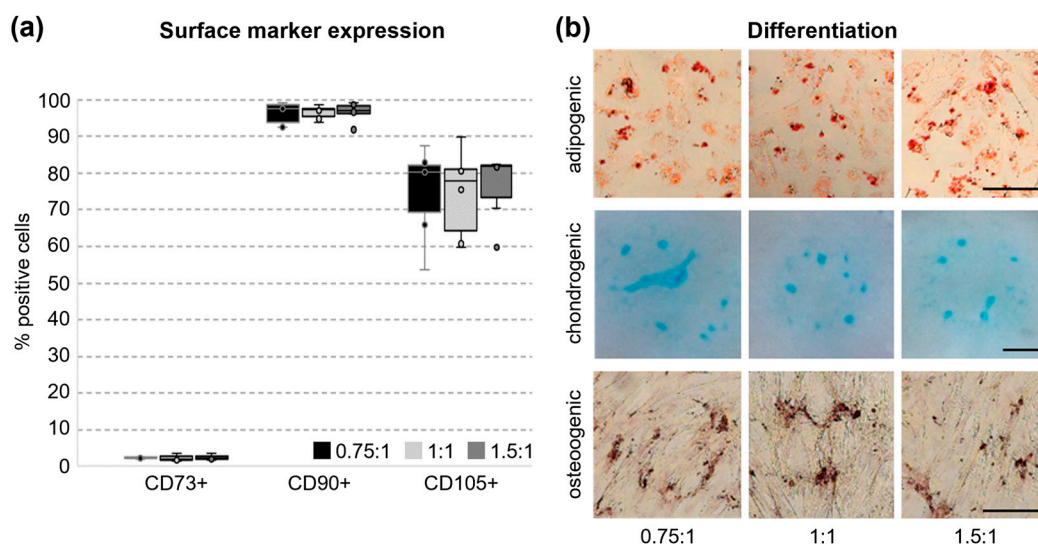 (a)
Surface marker expression
% positive cells
100
90
80
70
60
50
40
30
20
10
0
0.75:1
1:1
1.5:1
CD73+
CD90+
CD105+
(b)
Differentiation
adipogenic
chondrogenic
osteoogenic
0.75:1
1:1
1.5:1